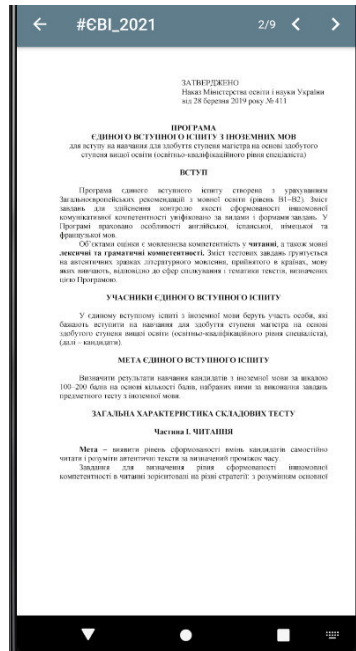 #ЄВІ_2021
2/9
ЗАТВЕРДЖЕНО
Наказ Міністерства освіти і науки України
від 28 березня 2019 року № 411
ПРОГРАМА
ЄДИНОГО ВСТУПНОГО ІСПИТУ З ІНОЗЕМНИХ МОВ
для вступу на навчання для здобуття ступеня магістра на основі здобутого
ступеня вищої освіти (освітньо-кваліфікаційного рівня спеціаліста)
ВСТУП
Програма єдиного вступного іспиту створена з урахуванням
Загальноєвропейських рекомендацій з мовної освіти (рівень В1–В2). Зміст
завдань для здійснення контролю якості сформованості іншомовної
комунікативної компетентності уніфіковано за видами і формами завдань. У
Програмі враховано особливості англійської, іспанської, німецької та
французької мов.
Об'єктами оцінки є мовленнєва компетентність у читанні, а також мовні
лексичні та граматичні компетентності. Зміст тестових завдань ґрунтується
на автентичних зразках літературного мовлення, прийнятого в країнах, мову
яких вивчають, відповідно до сфер спілкування і тематики текстів, визначених
цією Програмою.
УЧАСНИКИ ЄДИНОГО ВСТУПНОГО ІСПИТУ
У єдиному вступному іспиті з іноземної мови беруть участь особи, які
бажають вступити на навчання для здобуття ступеня магістра на основі
здобутого ступеня вищої освіти (освітньо-кваліфікаційного рівня спеціаліста),
(далі – кандидати).
МЕТА ЄДИНОГО ВСТУПНОГО ІСПИТУ
Визначити результати навчання кандидатів з іноземної мови за шкалою
100–200 балів на основі кількості балів, набраних ними за виконання завдань
предметного тесту з іноземної мови.
ЗАГАЛЬНА ХАРАКТЕРИСТИКА СКЛАДОВИХ ТЕСТУ
Частина І. ЧИТАННЯ
Мета – виявити рівень сформованості вмінь кандидатів самостійно
читати і розуміти автентичні тексти за визначений проміжок часу.
Завдання для визначення рівня сформованості іншомовної
компетентності в читанні зорієнтовані на різні стратегії: з розумінням основної